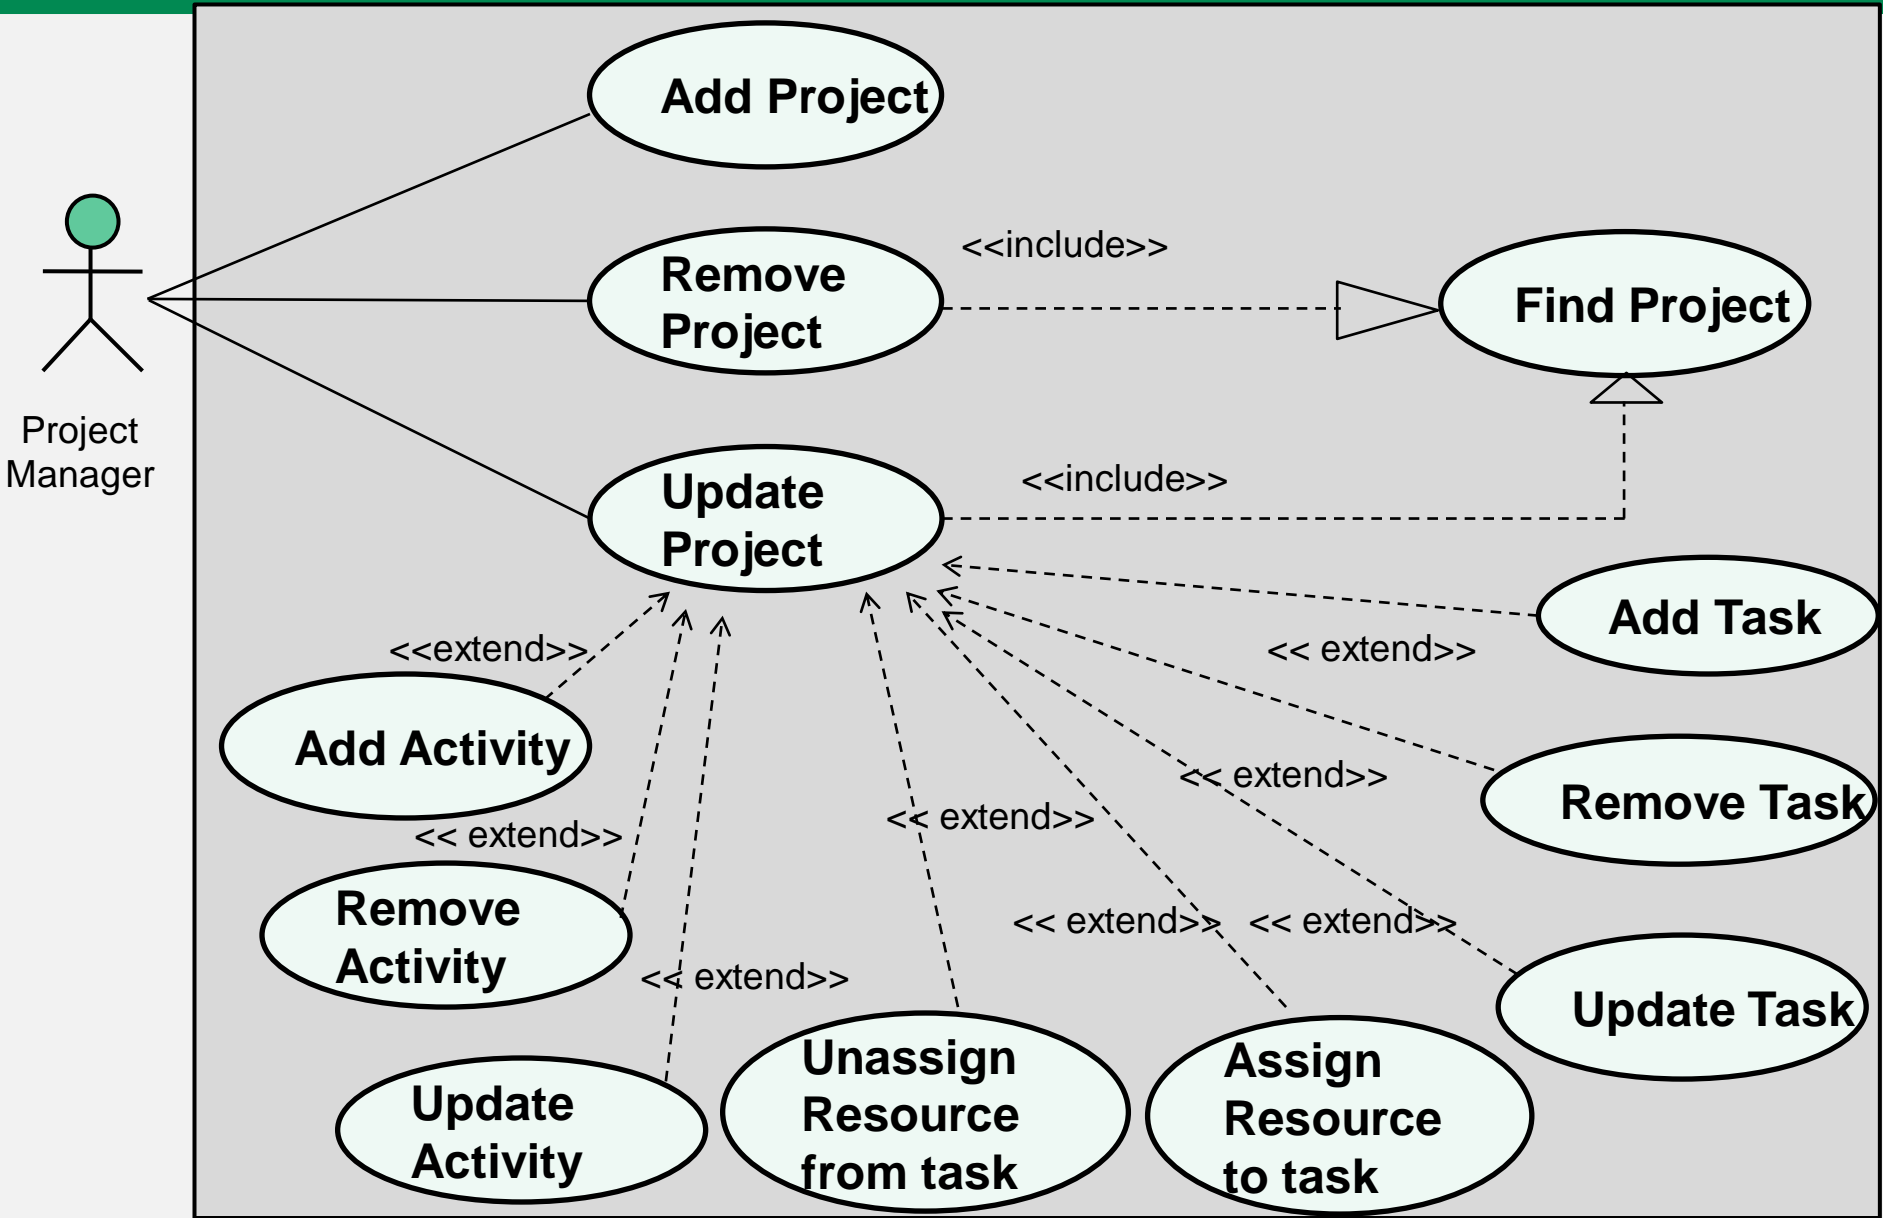 Add Project
Remove
Project
<<include>>
Find Project
Project
Manager
Update
Project
<<include>>
Add Task
<<extend>>
<< extend>>
Add Activity
<< extend>>
Remove Task
<< extend>>
<< extend>>
Remove
Activity
<< extend>>
<< extend>>
<< extend>>
Update Task
Update
Activity
Unassign
Resource
from task
Assign
Resource
to task